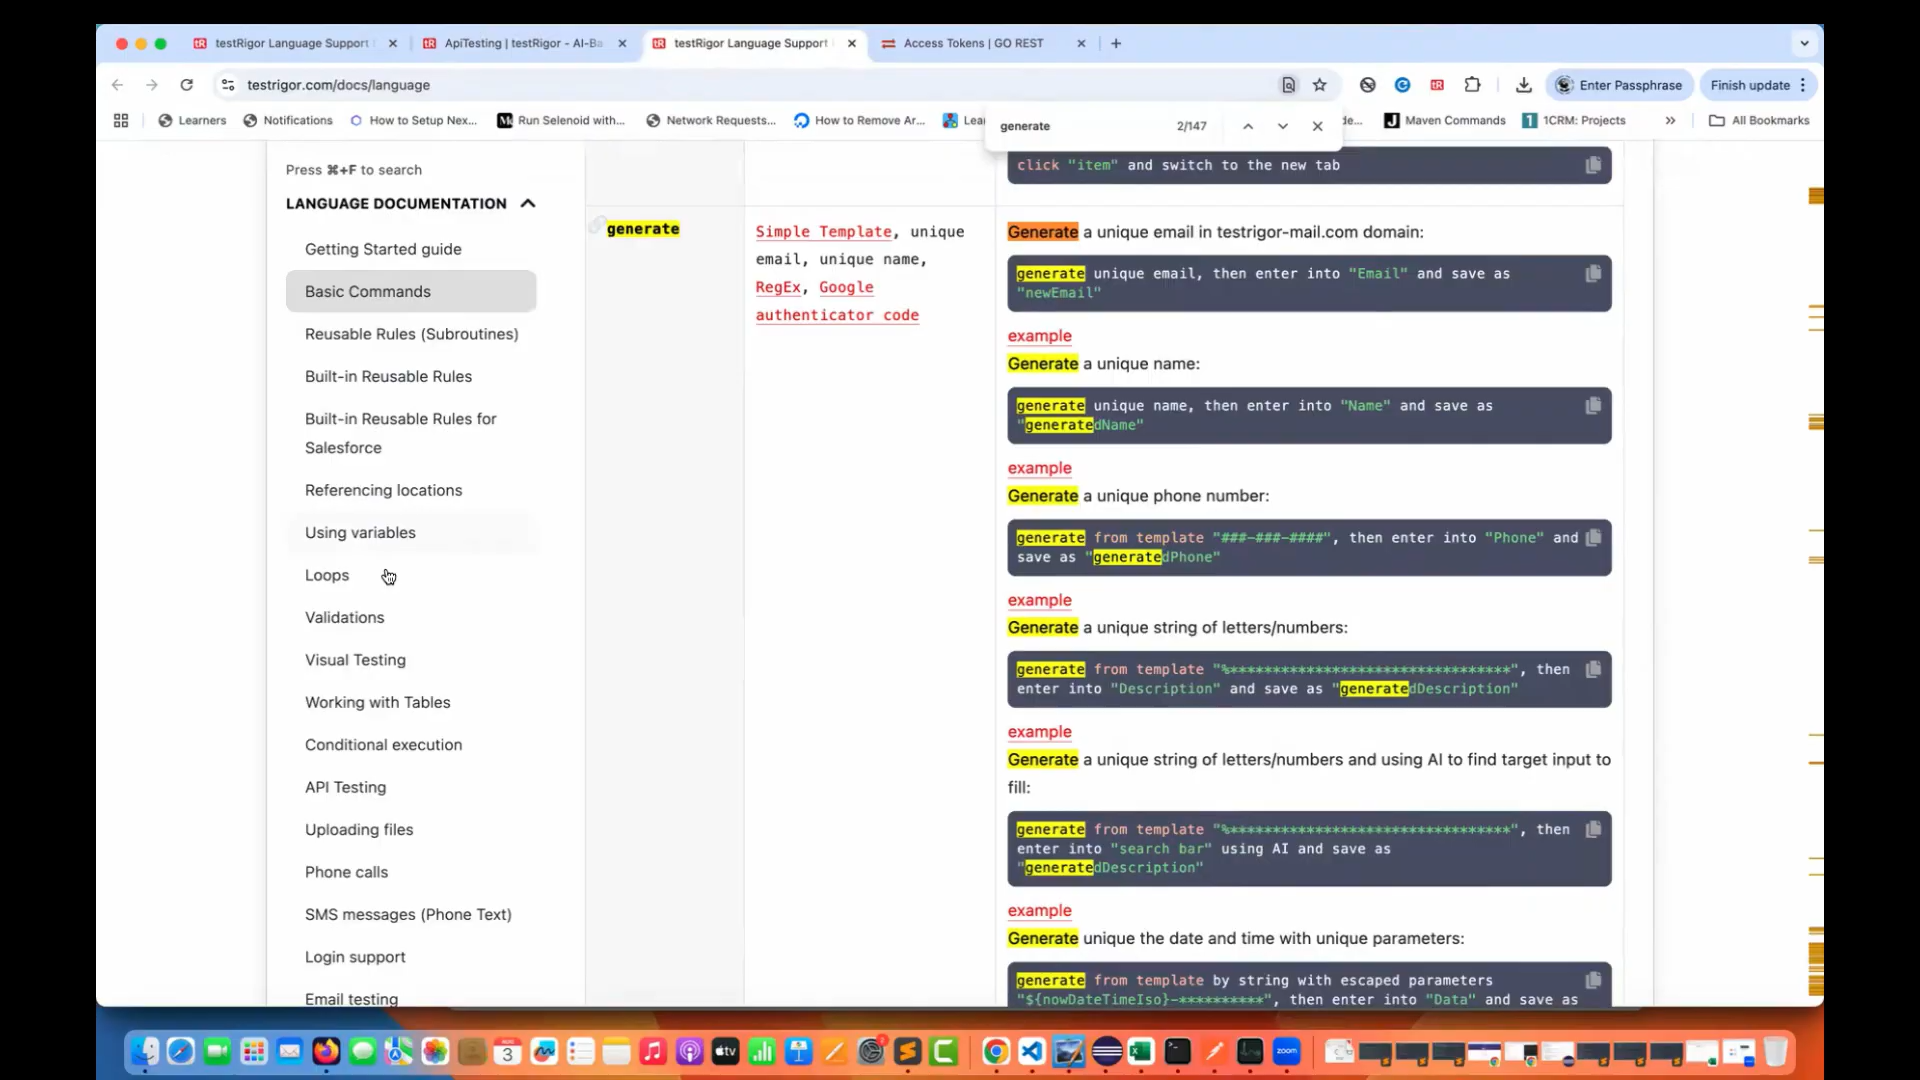 testRigor Language Support
ApiTesting | testRigor - AI-Ba
testRigor Language Support
Access Tokens | GO REST
testrigor.com/docs/language
Enter Passphrase
Finish update
Learners
Notifications
How to Setup Nex...
Run Selenoid with...
Network Requests...
How to Remove Ar...
Lea
de...
Maven Commands
1CRM: Projects
All Bookmarks
generate
2/147
Press ⌘+F to search
LANGUAGE DOCUMENTATION
Getting Started guide
Basic Commands
Reusable Rules (Subroutines)
Built-in Reusable Rules
Built-in Reusable Rules for
Salesforce
Referencing locations
Using variables
Loops
Validations
Visual Testing
Working with Tables
Conditional execution
API Testing
Uploading files
Phone calls
SMS messages (Phone Text)
Login support
Email testing
generate
Simple Template, unique
email, unique name,
RegEx, Google
authenticator code
click "item" and switch to the new tab
Generate a unique email in testrigor-mail.com domain:
generate unique email, then enter into "Email" and save as
"newEmail"
example
Generate a unique name:
generate unique name, then enter into "Name" and save as
"generatedName"
example
Generate a unique phone number:
generate from template "###-###-####", then enter into "Phone" and
save as "generatedPhone"
example
Generate a unique string of letters/numbers:
generate from template "%*********************************", then
enter into "Description" and save as "generatedDescription"
example
Generate a unique string of letters/numbers and using AI to find target input to
fill:
generate from template "%*********************************", then
enter into "search bar" using AI and save as
"generatedDescription"
example
Generate unique the date and time with unique parameters:
generate from template by string with escaped parameters
"${nowDateTimeIso}-**********", then enter into "Data" and save as
3
tv
zoom